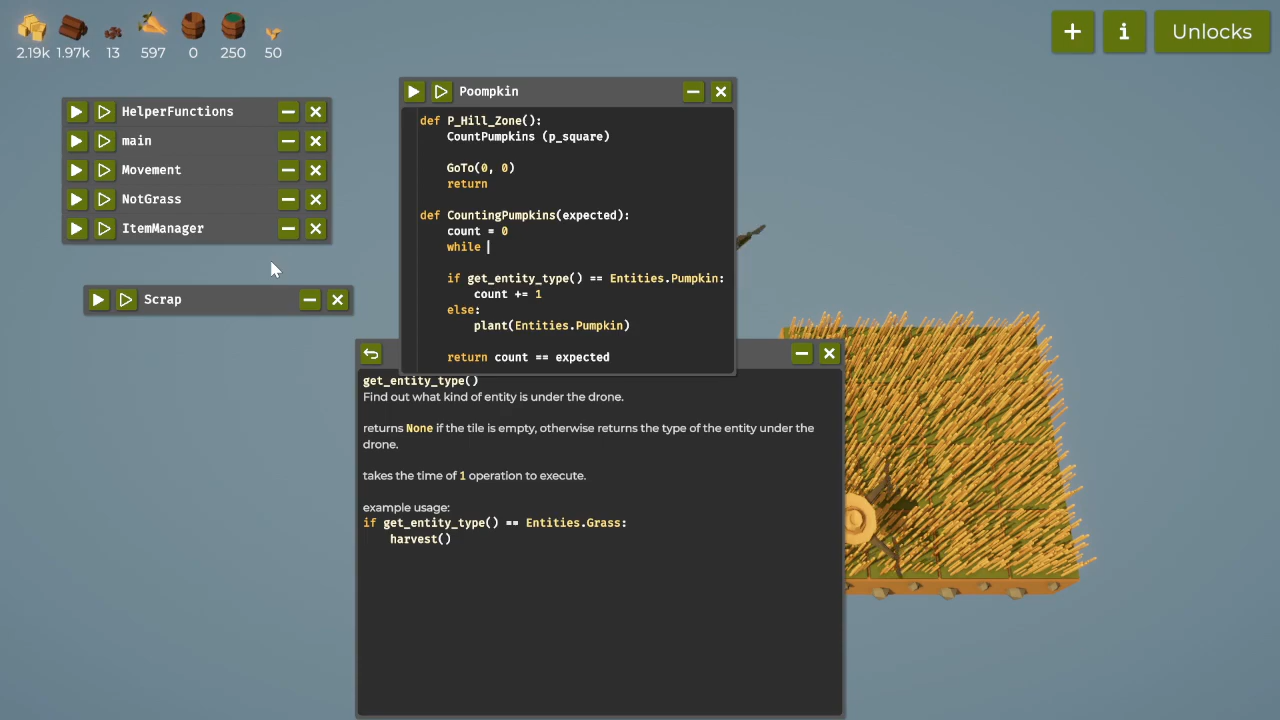 2.19k 1.97k 13 597 0 250 50
+ i Unlocks
HelperFunctions
main
Movement
NotGrass
ItemManager
Scrap
Poompkin
def P_Hill_Zone():
CountPumpkins (p_square)
GoTo(0, 0)
return
def CountingPumpkins(expected):
count = 0
while
if get_entity_type() == Entities.Pumpkin:
count += 1
else:
plant(Entities.Pumpkin)
return count == expected
get_entity_type()
Find out what kind of entity is under the drone.
returns None if the tile is empty, otherwise returns the type of the entity under the
drone.
takes the time of 1 operation to execute.
example usage:
if get_entity_type() == Entities.Grass:
harvest()